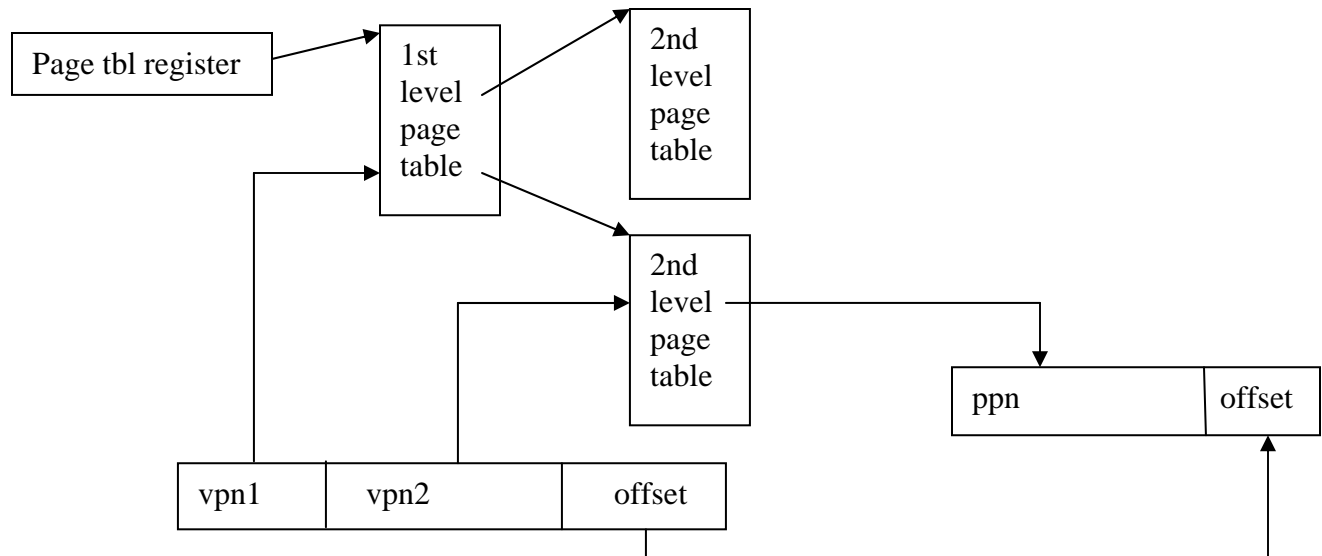 Page tbl register
1st
level
page
table
2nd
level
page
table
2nd
level
page
table
ppn offset
vpn1 vpn2 offset